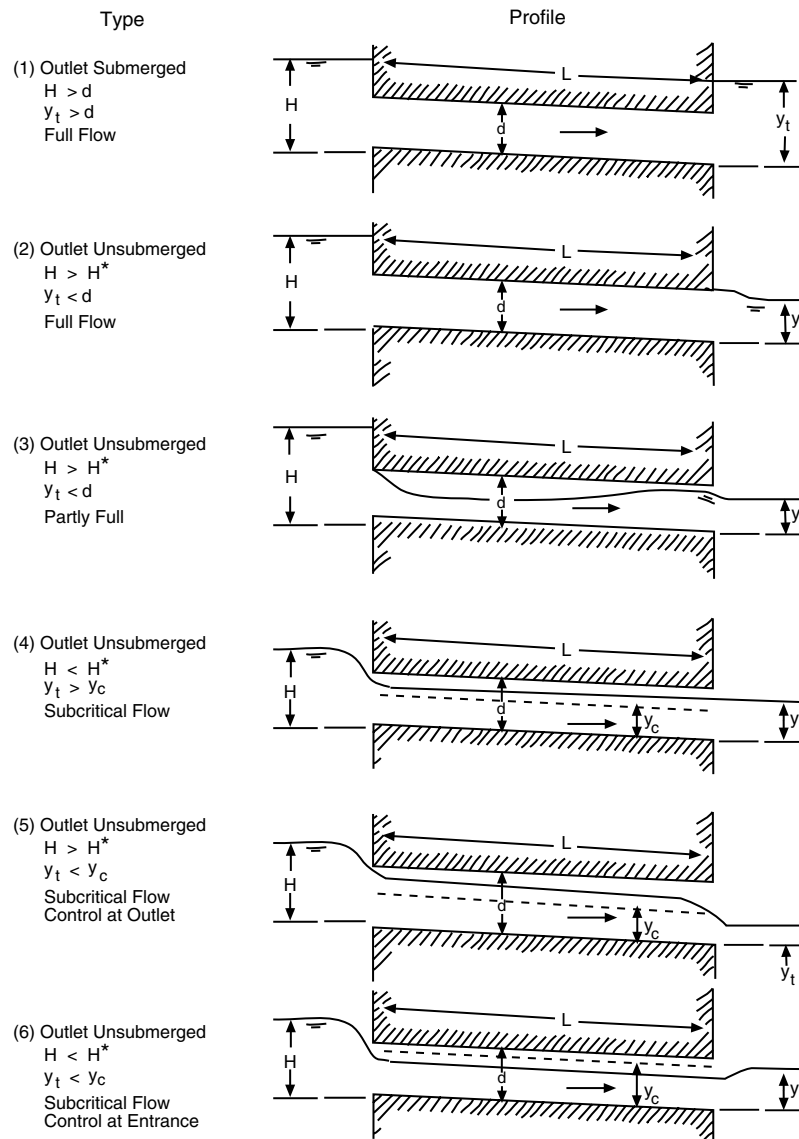 Type
Profile
(1) Outlet Submerged
H > d
y_t > d
Full Flow
H
L
d
y_t
(2) Outlet Unsubmerged
H > H*
y_t < d
Full Flow
H
L
d
y
(3) Outlet Unsubmerged
H > H*
y_t < d
Partly Full
H
L
d
y
(4) Outlet Unsubmerged
H < H*
y_t > y_c
Subcritical Flow
H
L
d
y_c
y
(5) Outlet Unsubmerged
H > H*
y_t < y_c
Subcritical Flow
Control at Outlet
H
L
d
y_c
y_t
(6) Outlet Unsubmerged
H < H*
y_t < y_c
Subcritical Flow
Control at Entrance
H
L
d
y_c
y